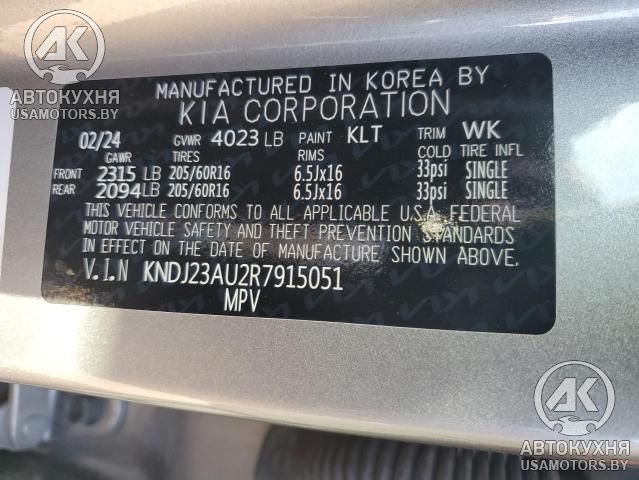 MANUFACTURED IN KOREA BY
KIA CORPORATION
02/24 GVWR 4023 LB PAINT KLT TRIM WK
GAWR TIRES RIMS COLD TIRE INFL
FRONT 2315 LB 205/60R16 6.5Jx16 33psi SINGLE
REAR 2094 LB 205/60R16 6.5Jx16 33psi SINGLE
THIS VEHICLE CONFORMS TO ALL APPLICABLE U.S.A. FEDERAL
MOTOR VEHICLE SAFETY AND THEFT PREVENTION STANDARDS
IN EFFECT ON THE DATE OF MANUFACTURE, SHOWN ABOVE.
V.I.N KNDJ23AU2R7915051
MPV
AK
АВТОКУХНЯ
USAMOTORS.BY
AK
АВТОКУХНЯ
USAMOTORS.BY